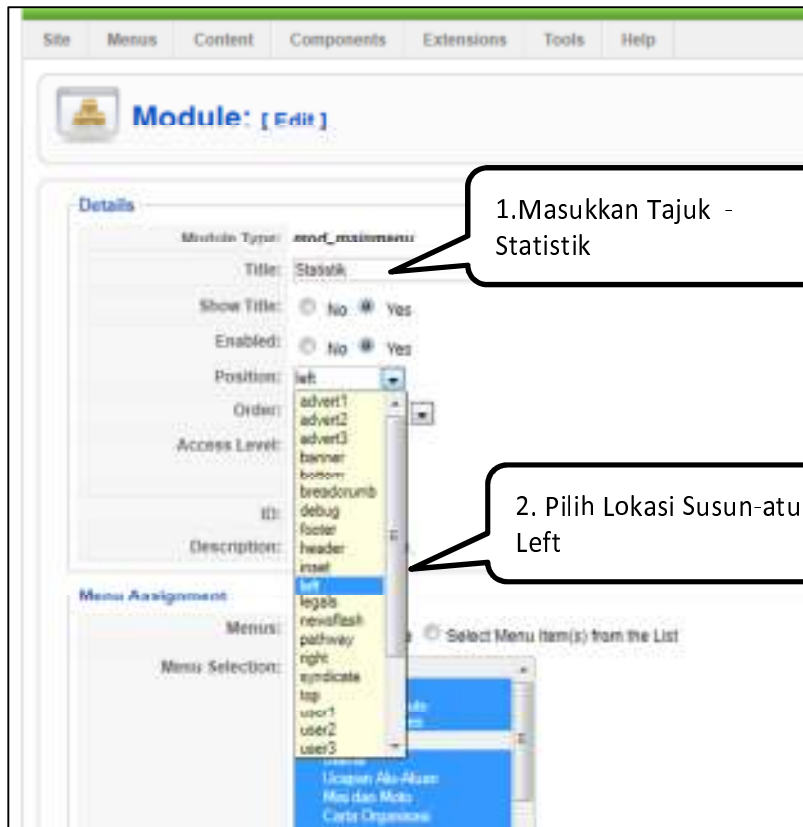 Site Menus Content Components Extensions Tools Help
Module: [ Edit ]
Details
Module Type: mod_mainmenu
1.Masukkan Tajuk -
Statistik
Title: Statistik
Show Title: No Yes
Enabled: No Yes
Position: left
Order:
Access Level:
advert1
advert2
advert3
banner
bottom
breadcrumb
debug
footer
header
inset
left
legals
newsflash
pathway
right
syndicate
top
user1
user2
user3
2. Pilih Lokasi Susun-atu
Left
ID:
Description:
Menu Assignment
Menus: Select Menu Item(s) from the List
Menu Selection:
Ucapan Alu-Aluan
Misi dan Moto
Carta Organisasi